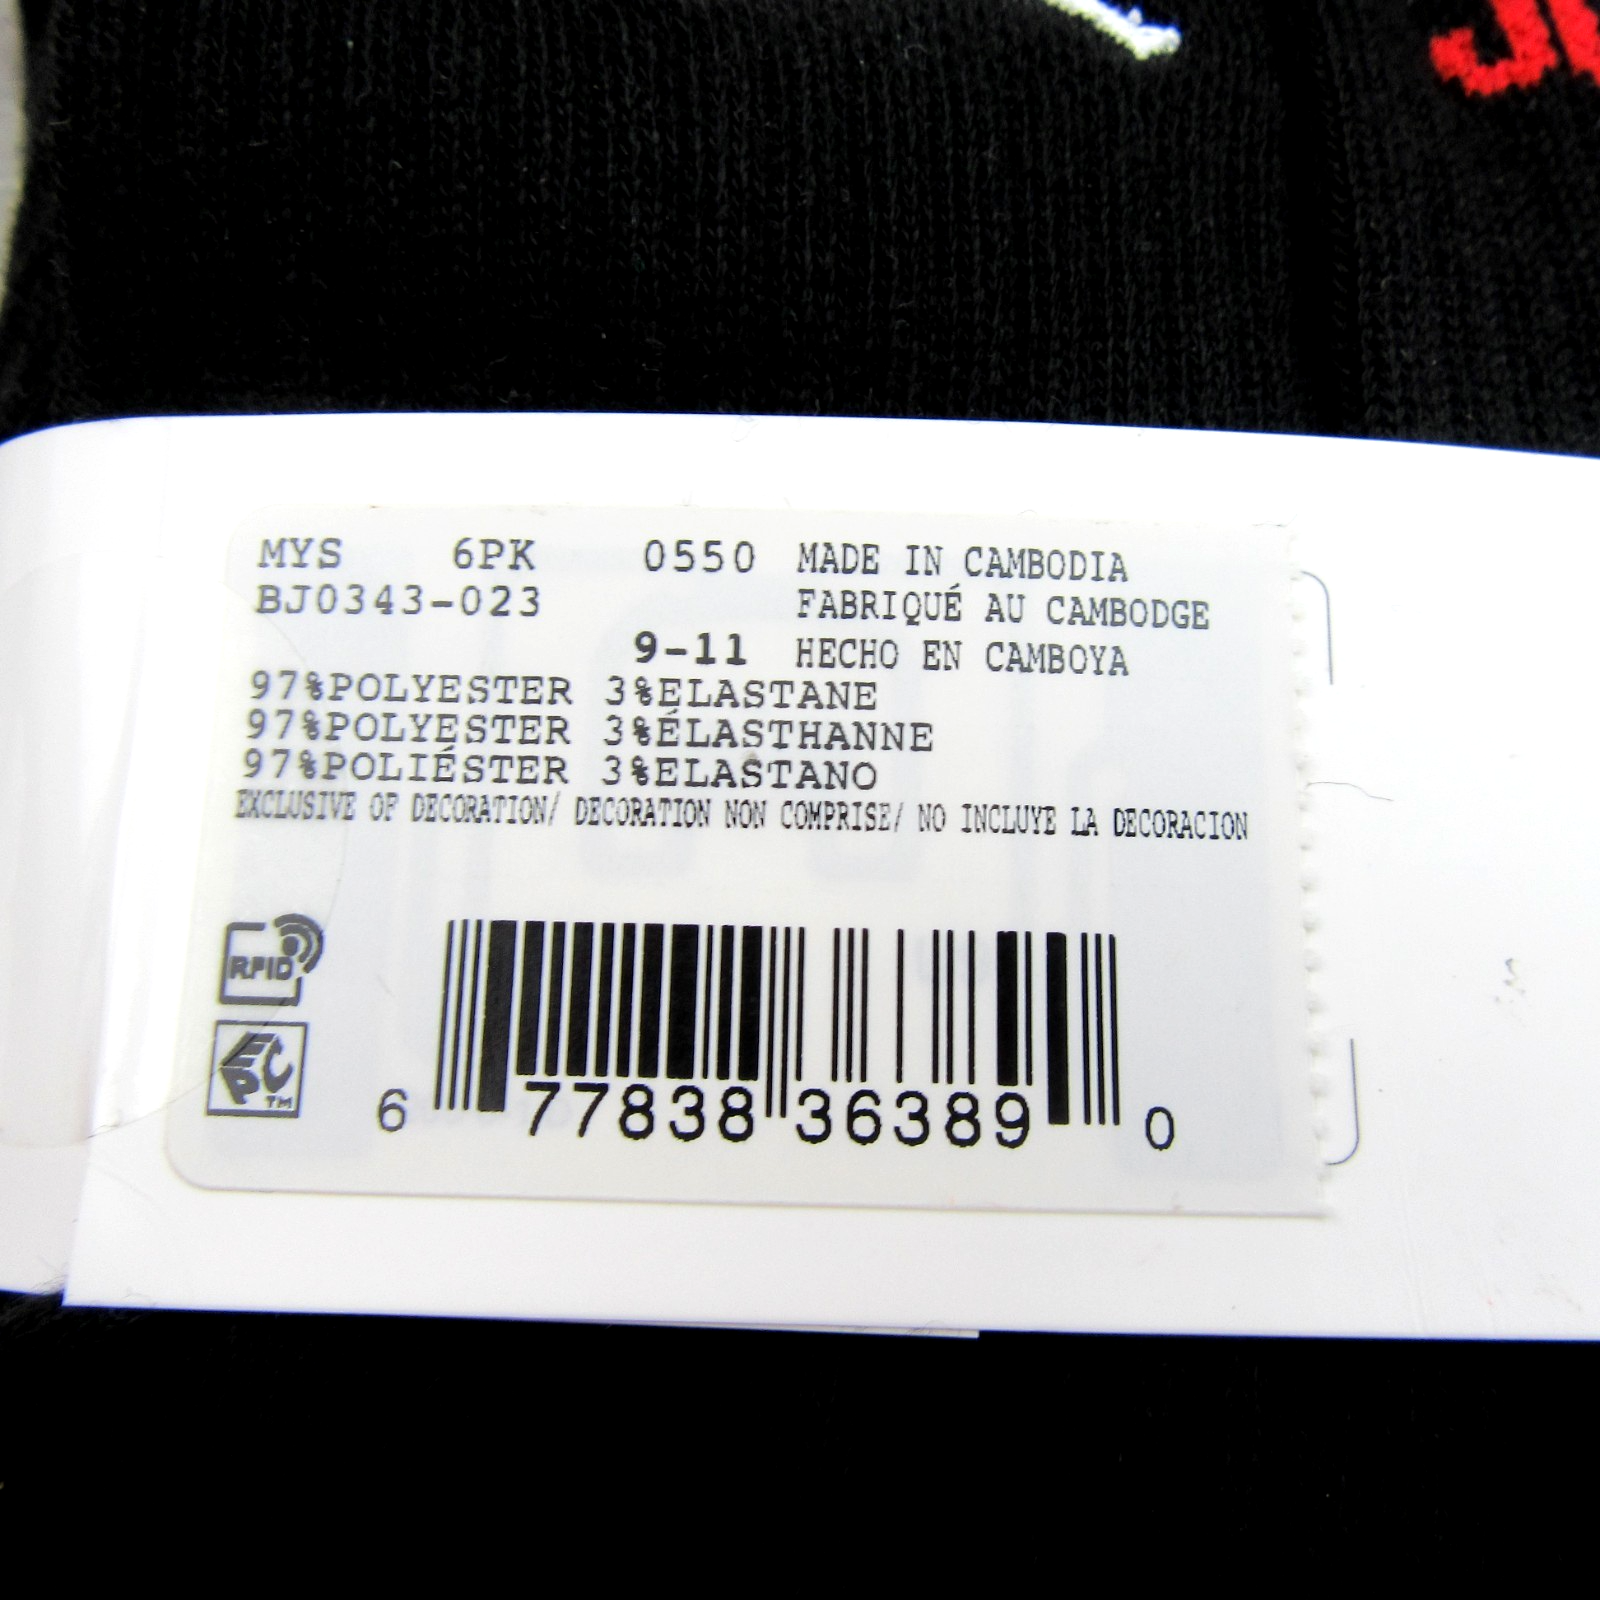 MYS 6PK 0550 MADE IN CAMBODIA
BJ0343-023 FABRIQUÉ AU CAMBODGE
9-11 HECHO EN CAMBOYA
97%POLYESTER 3%ELASTANE
97%POLYESTER 3%ÉLASTHANNE
97%POLIÉSTER 3%ELASTANO
EXCLUSIVE OF DECORATION/ DECORATION NON COMPRISE/ NO INCLUYE LA DECORACION
RFID
EPC™
6 77838 36389 0